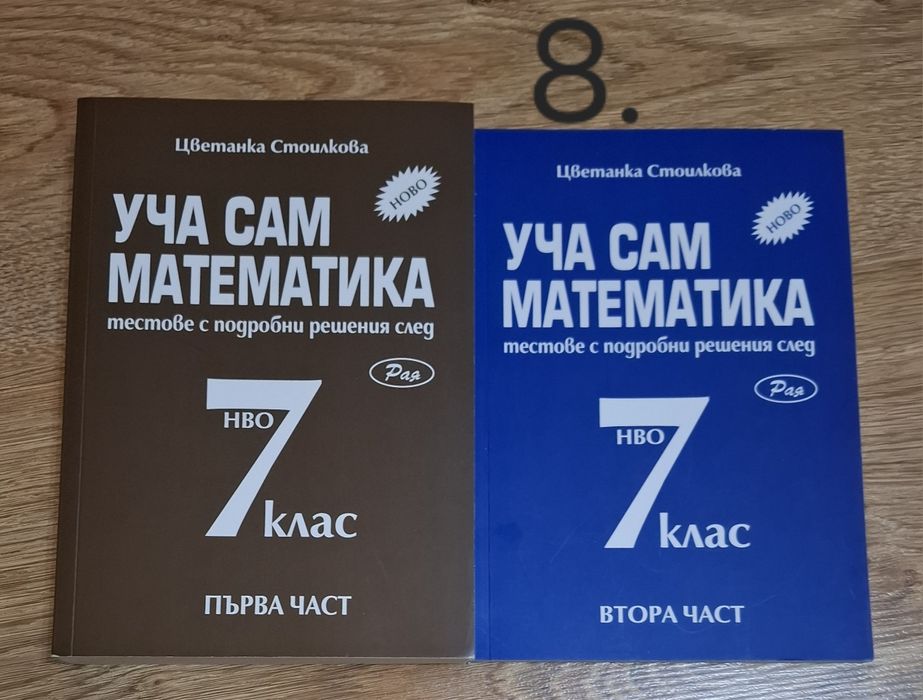 8.
Цветанка Стоилкова
НОВО
УЧА САМ
МАТЕМАТИКА
тестове с подробни решения след
Рая
НВО
7 клас
ПЪРВА ЧАСТ
Цветанка Стоилкова
НОВО
УЧА САМ
МАТЕМАТИКА
тестове с подробни решения след
Рая
НВО
7 клас
ВТОРА ЧАСТ